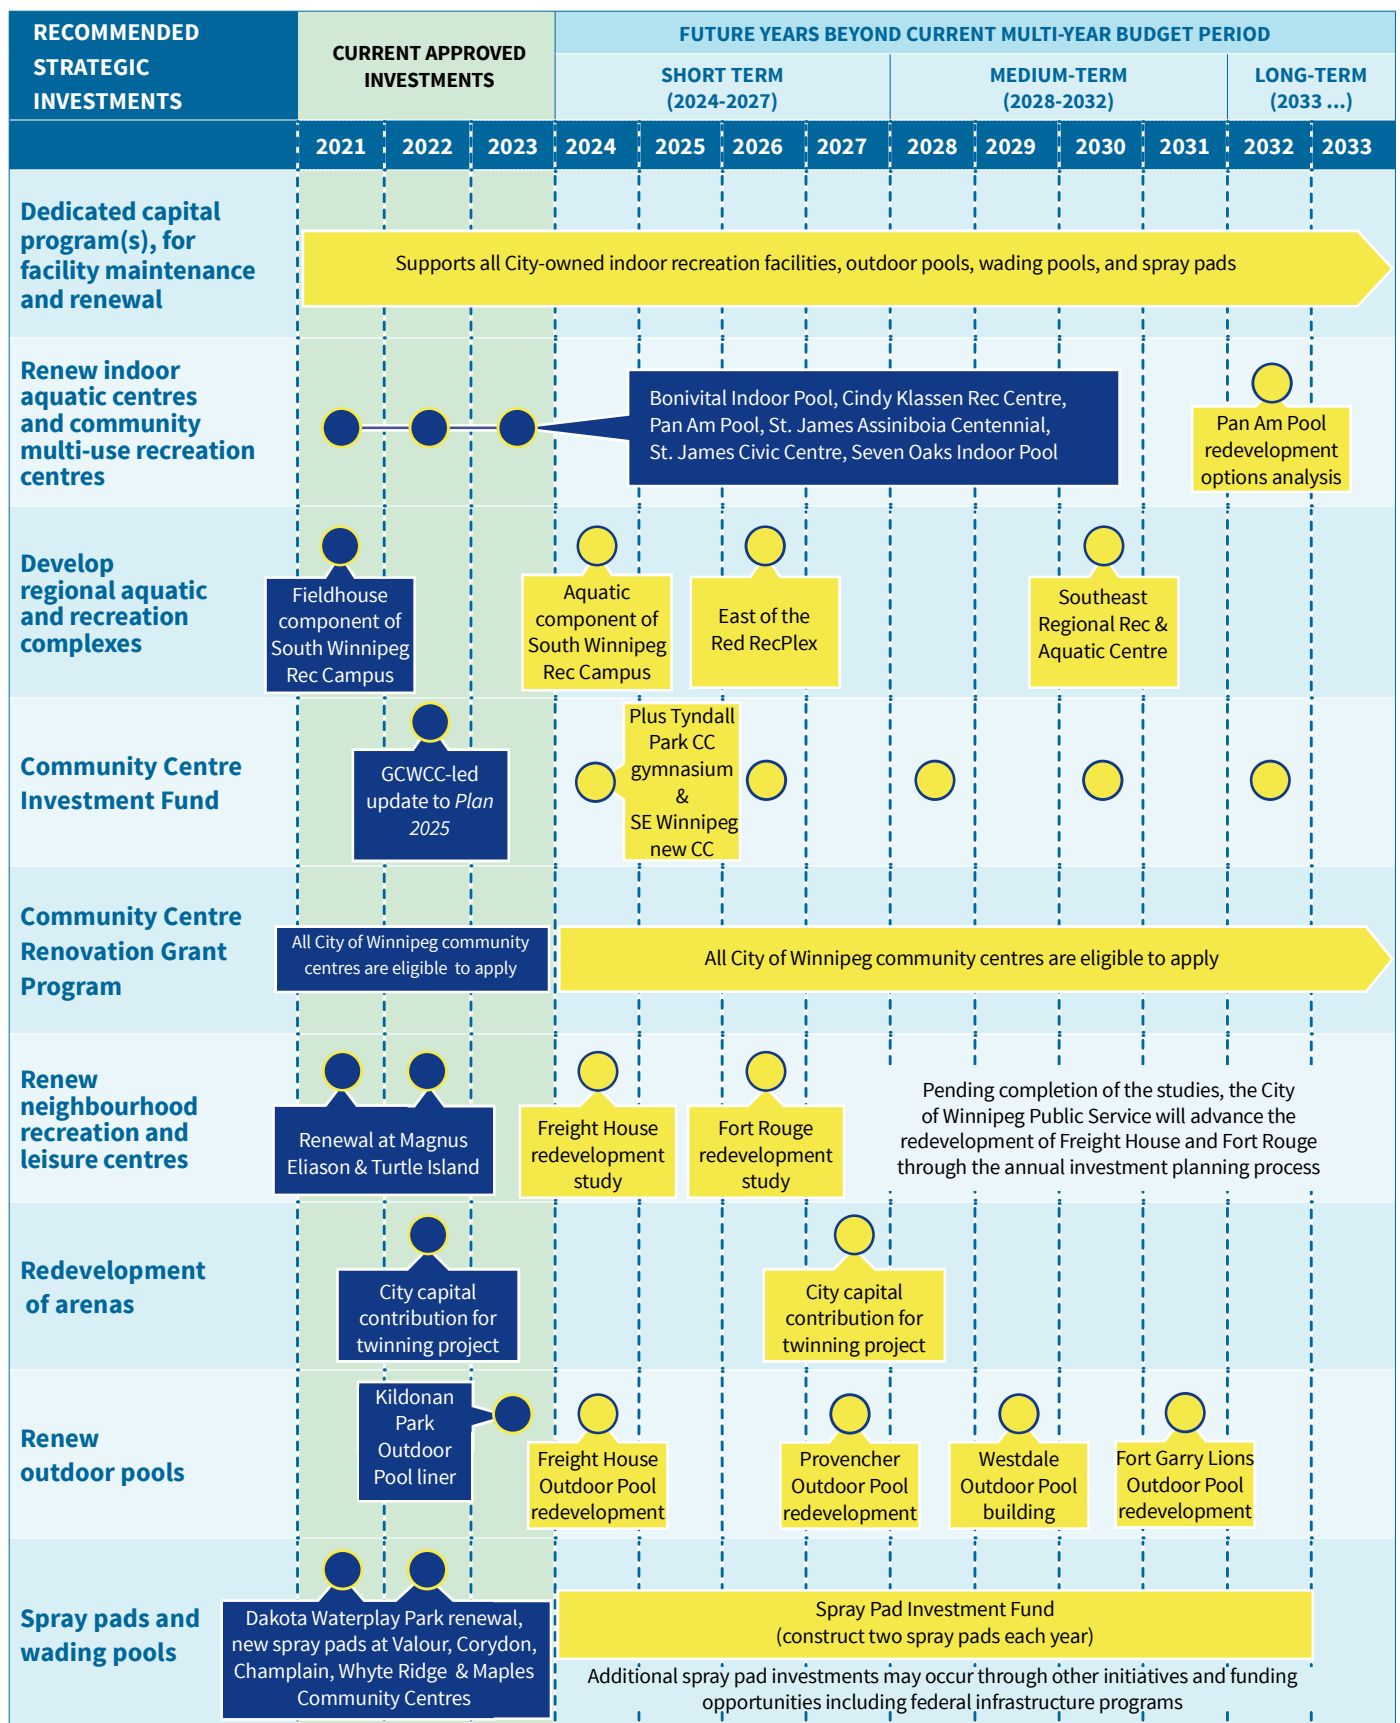 RECOMMENDED
STRATEGIC
INVESTMENTS
CURRENT APPROVED
INVESTMENTS
FUTURE YEARS BEYOND CURRENT MULTI-YEAR BUDGET PERIOD
SHORT TERM
(2024-2027)
MEDIUM-TERM
(2028-2032)
LONG-TERM
(2033 ...)
2021 2022 2023 2024 2025 2026 2027 2028 2029 2030 2031 2032 2033
Dedicated capital
program(s), for
facility maintenance
and renewal
Supports all City-owned indoor recreation facilities, outdoor pools, wading pools, and spray pads
Renew indoor
aquatic centres
and community
multi-use recreation
centres
Bonivital Indoor Pool, Cindy Klassen Rec Centre,
Pan Am Pool, St. James Assiniboia Centennial,
St. James Civic Centre, Seven Oaks Indoor Pool
Pan Am Pool
redevelopment
options analysis
Develop
regional aquatic
and recreation
complexes
Fieldhouse
component of
South Winnipeg
Rec Campus
Aquatic
component of
South Winnipeg
Rec Campus
East of the
Red RecPlex
Southeast
Regional Rec &
Aquatic Centre
Community Centre
Investment Fund
GCWCC-led
update to Plan
2025
Plus Tyndall
Park CC
gymnasium
&
SE Winnipeg
new CC
Community Centre
Renovation Grant
Program
All City of Winnipeg community
centres are eligible to apply
All City of Winnipeg community centres are eligible to apply
Renew
neighbourhood
recreation and
leisure centres
Renewal at Magnus
Eliason & Turtle Island
Freight House
redevelopment
study
Fort Rouge
redevelopment
study
Pending completion of the studies, the City
of Winnipeg Public Service will advance the
redevelopment of Freight House and Fort Rouge
through the annual investment planning process
Redevelopment
of arenas
City capital
contribution for
twinning project
City capital
contribution for
twinning project
Renew
outdoor pools
Kildonan
Park
Outdoor
Pool liner
Freight House
Outdoor Pool
redevelopment
Provencher
Outdoor Pool
redevelopment
Westdale
Outdoor Pool
building
Fort Garry Lions
Outdoor Pool
redevelopment
Spray pads and
wading pools
Dakota Waterplay Park renewal,
new spray pads at Valour, Corydon,
Champlain, Whyte Ridge & Maples
Community Centres
Spray Pad Investment Fund
(construct two spray pads each year)
Additional spray pad investments may occur through other initiatives and funding
opportunities including federal infrastructure programs